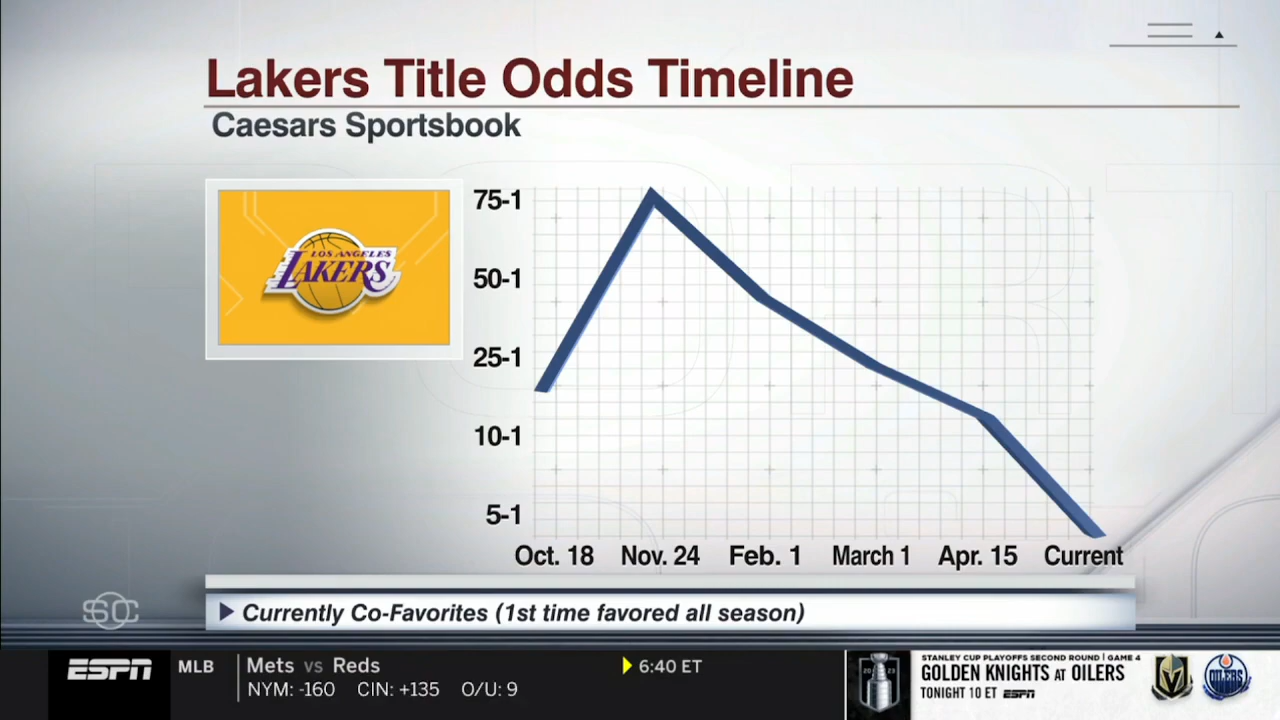 Lakers Title Odds Timeline
Caesars Sportsbook
LOS ANGELES
LAKERS
75-1
50-1
25-1
10-1
5-1
Oct. 18 Nov. 24 Feb. 1 March 1 Apr. 15 Current
Currently Co-Favorites (1st time favored all season)
SC
ESPN
MLB
Mets vs Reds 6:40 ET
NYM: -160 CIN: +135 O/U: 9
STANLEY CUP PLAYOFFS SECOND ROUND | GAME 4
GOLDEN KNIGHTS AT OILERS
TONIGHT 10 ET ESPN
OILERS